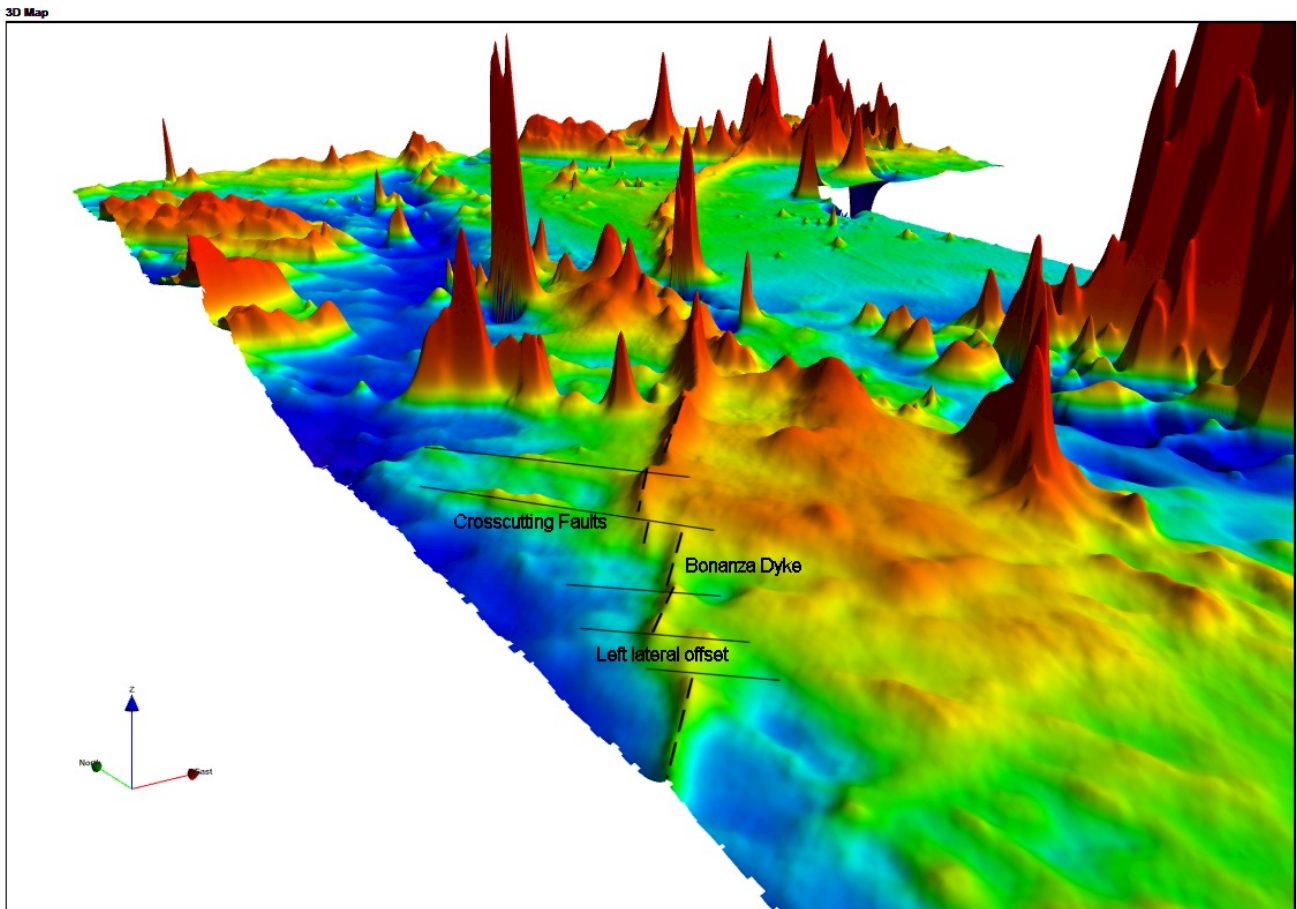 3D Map
Crosscutting Faults
Bonanza Dyke
Left lateral offset
Z
North
East